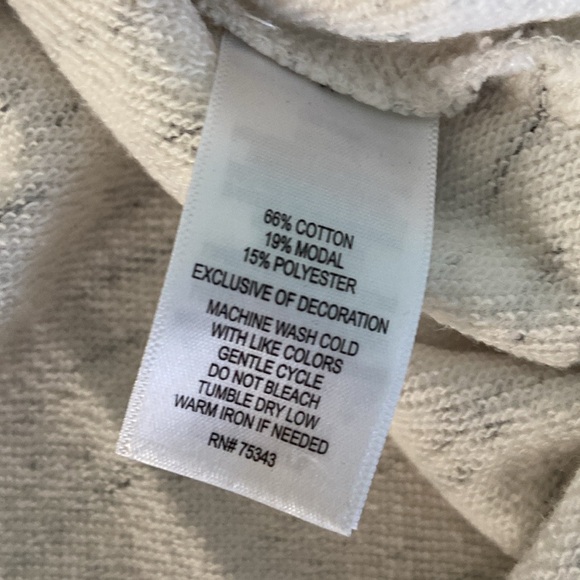 66% COTTON
19% MODAL
15% POLYESTER
EXCLUSIVE OF DECORATION
MACHINE WASH COLD
WITH LIKE COLORS
GENTLE CYCLE
DO NOT BLEACH
TUMBLE DRY LOW
WARM IRON IF NEEDED
RN# 75343